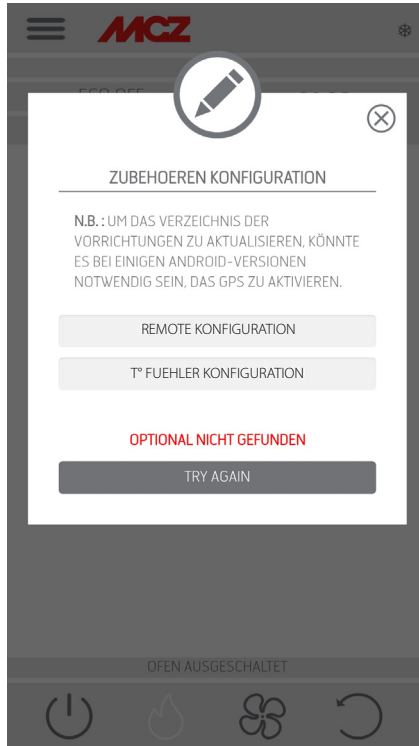 MCZ
ZUBEHOEREN KONFIGURATION
N.B. : UM DAS VERZEICHNIS DER
VORRICHTUNGEN ZU AKTUALISIEREN, KÖNNTE
ES BEI EINIGEN ANDROID-VERSIONEN
NOTWENDIG SEIN, DAS GPS ZU AKTIVIEREN.
REMOTE KONFIGURATION
T° FUEHLER KONFIGURATION
OPTIONAL NICHT GEFUNDEN
TRY AGAIN
OFEN AUSGESCHALTET